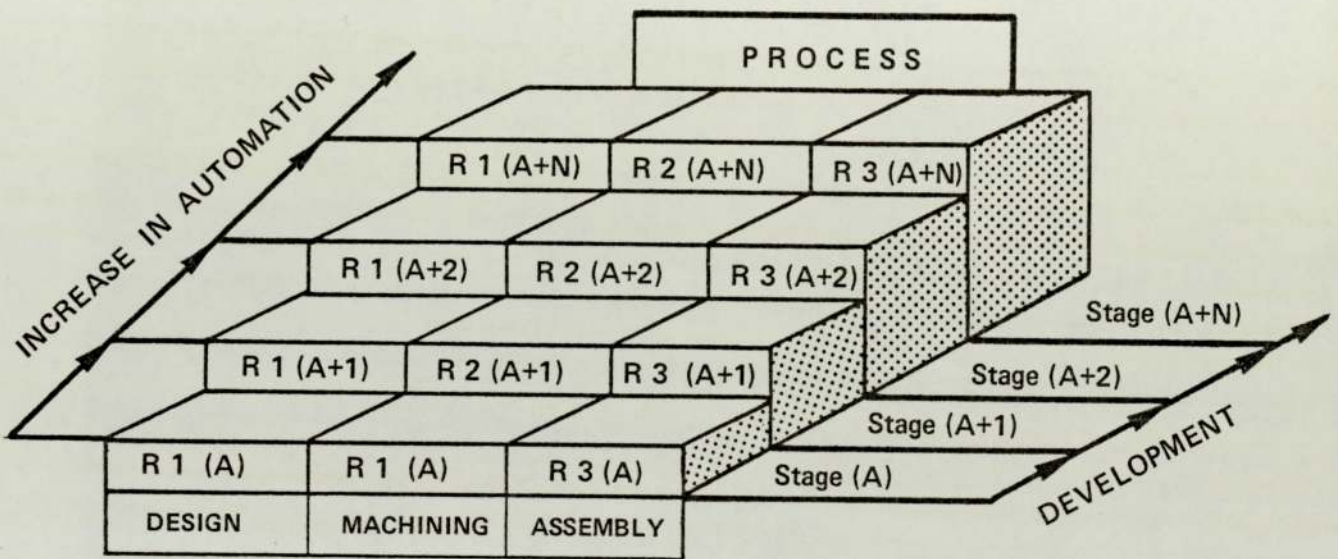 PROCESS
INCREASE IN AUTOMATION
R 1 (A+N) R 2 (A+N) R 3 (A+N)
R 1 (A+2) R 2 (A+2) R 3 (A+2)
R 1 (A+1) R 2 (A+1) R 3 (A+1)
R 1 (A) R 1 (A) R 3 (A)
DESIGN MACHINING ASSEMBLY
Stage (A+N)
Stage (A+2)
Stage (A+1)
Stage (A)
DEVELOPMENT